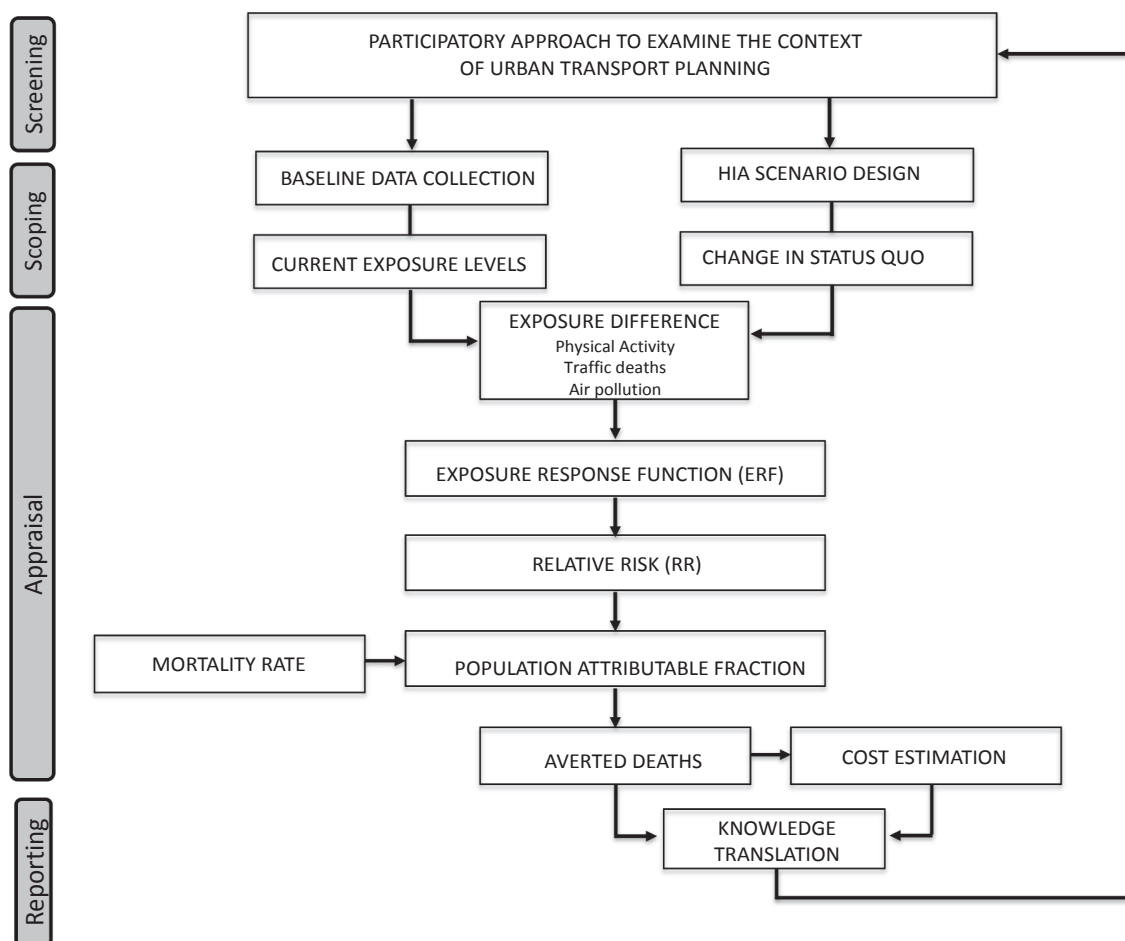 Screening
PARTICIPATORY APPROACH TO EXAMINE THE CONTEXT
OF URBAN TRANSPORT PLANNING
Scoping
BASELINE DATA COLLECTION
HIA SCENARIO DESIGN
CURRENT EXPOSURE LEVELS
CHANGE IN STATUS QUO
Appraisal
EXPOSURE DIFFERENCE
Physical Activity
Traffic deaths
Air pollution
EXPOSURE RESPONSE FUNCTION (ERF)
RELATIVE RISK (RR)
MORTALITY RATE
POPULATION ATTRIBUTABLE FRACTION
AVERTED DEATHS
COST ESTIMATION
Reporting
KNOWLEDGE
TRANSLATION